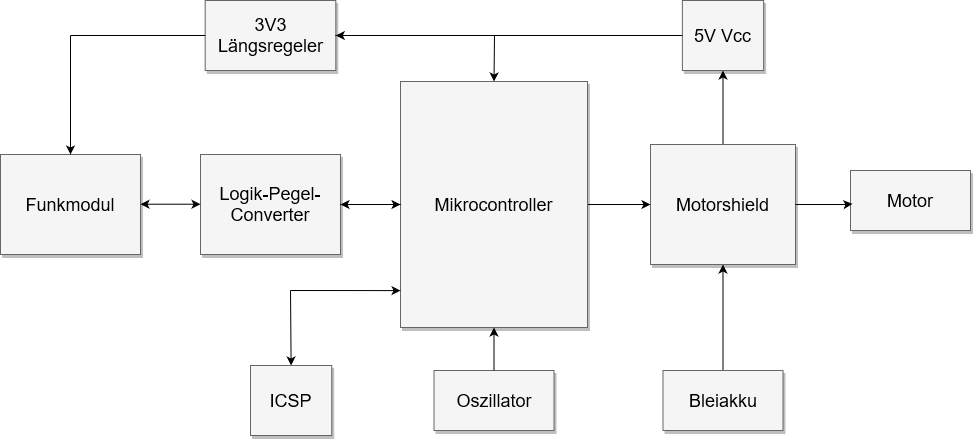 3V3
Längsregeler
5V Vcc
Funkmodul
Logik-Pegel-
Converter
Mikrocontroller
Motorshield
Motor
ICSP
Oszillator
Bleiakku